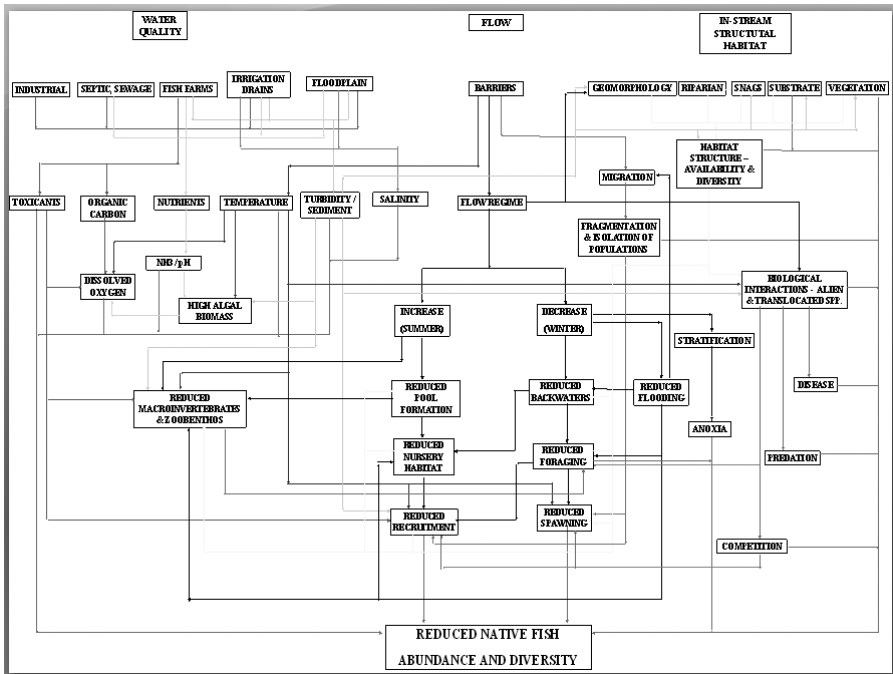 WATER
QUALITY
FLOW
IN-STREAM
STRUCTUTAL
HABITAT
INDUSTRIAL
SEPTIC, SEWAGE
FISH FARMS
IRRIGATION
DRAINS
FLOODPLAIN
BARRIERS
GEOMORPHOLOGY
RIPARIAN
SNAGS
SUBSTRATE
VEGETATION
HABITAT
STRUCTURE –
AVAILABILITY &
DIVERSITY
MIGRATION
TOXICANTS
ORGANIC
CARBON
NUTRIENTS
TEMPERATURE
TURBIDITY /
SEDIMENT
SALINITY
FLOW REGIME
FRAGMENTATION
& ISOLATION OF
POPULATIONS
NH3/pH
DISSOLVED
OXYGEN
HIGH ALGAL
BIOMASS
BIOLOGICAL
INTERACTIONS - ALIEN
& TRANSLOCATED SPP.
INCREASE
(SUMMER)
DECREASE
(WINTER)
STRATIFICATION
DISEASE
REDUCED
MACROINVERTEBRATES
& ZOOBENTHOS
REDUCED
POOL
FORMATION
REDUCED
BACKWATERS
REDUCED
FLOODING
ANOXIA
REDUCED
NURSERY
HABITAT
REDUCED
FORAGING
PREDATION
REDUCED
RECRUITMENT
REDUCED
SPAWNING
COMPETITION
REDUCED NATIVE FISH
ABUNDANCE AND DIVERSITY